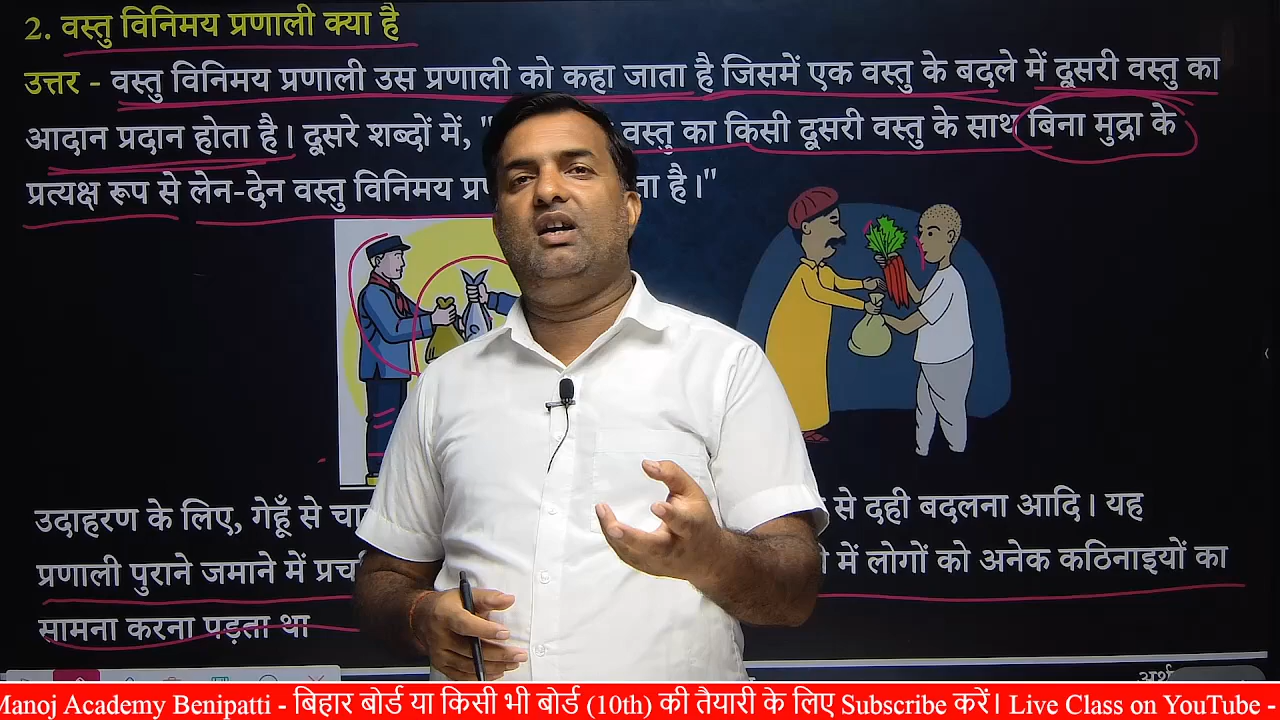 2. वस्तु विनिमय प्रणाली क्या है
उत्तर - वस्तु विनिमय प्रणाली उस प्रणाली को कहा जाता है जिसमें एक वस्तु के बदले में दूसरी वस्तु का
आदान प्रदान होता है। दूसरे शब्दों में, " वस्तु का किसी दूसरी वस्तु के साथ बिना मुद्रा के
प्रत्यक्ष रूप से लेन-देन वस्तु विनिमय है।"
उदाहरण के लिए, गेहूँ से से दही बदलना आदि। यह
प्रणाली पुराने जमाने में में लोगों को अनेक कठिनाइयों का
सामना करना पड़ता था
Manoj Academy Benipatti - बिहार बोर्ड या किसी भी बोर्ड (10th) की तैयारी के लिए Subscribe करें। Live Class on YouTube -